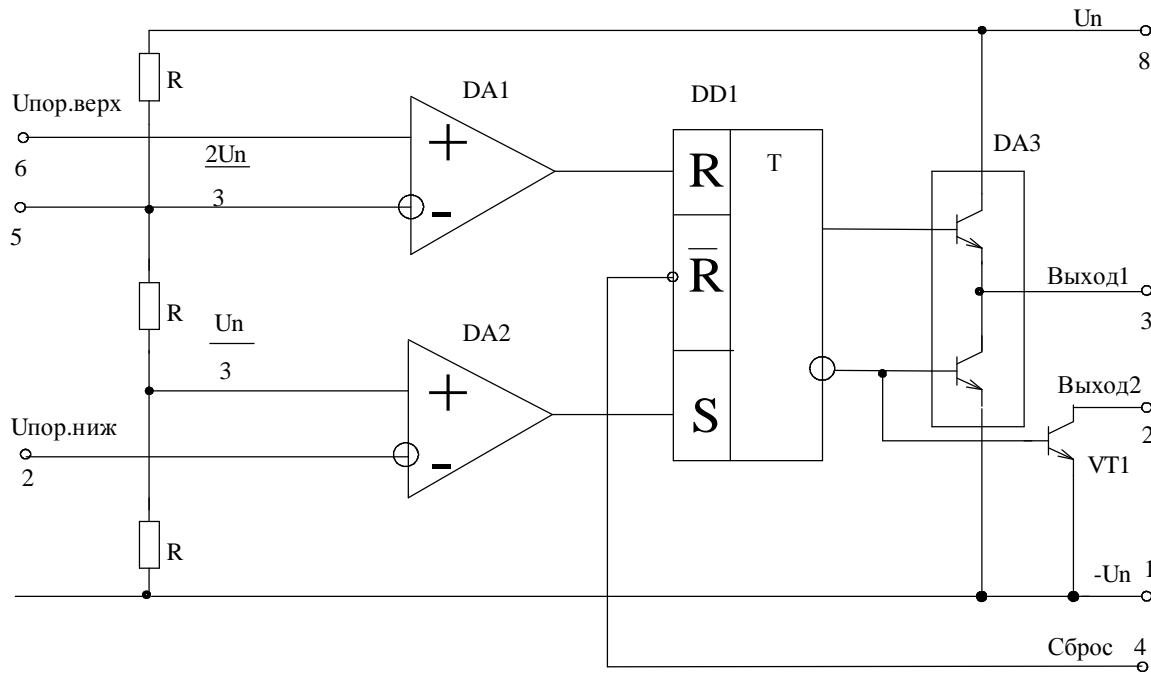 Un
8
R
DA1
DD1
Uпор.верх
DA3
6
2Un
3
+
-
R
T
5
R
Выход1
3
R
Un
3
DA2
+
-
S
Выход2
2
Uпор.ниж
2
VT1
R
-Un
1
Сброс
4